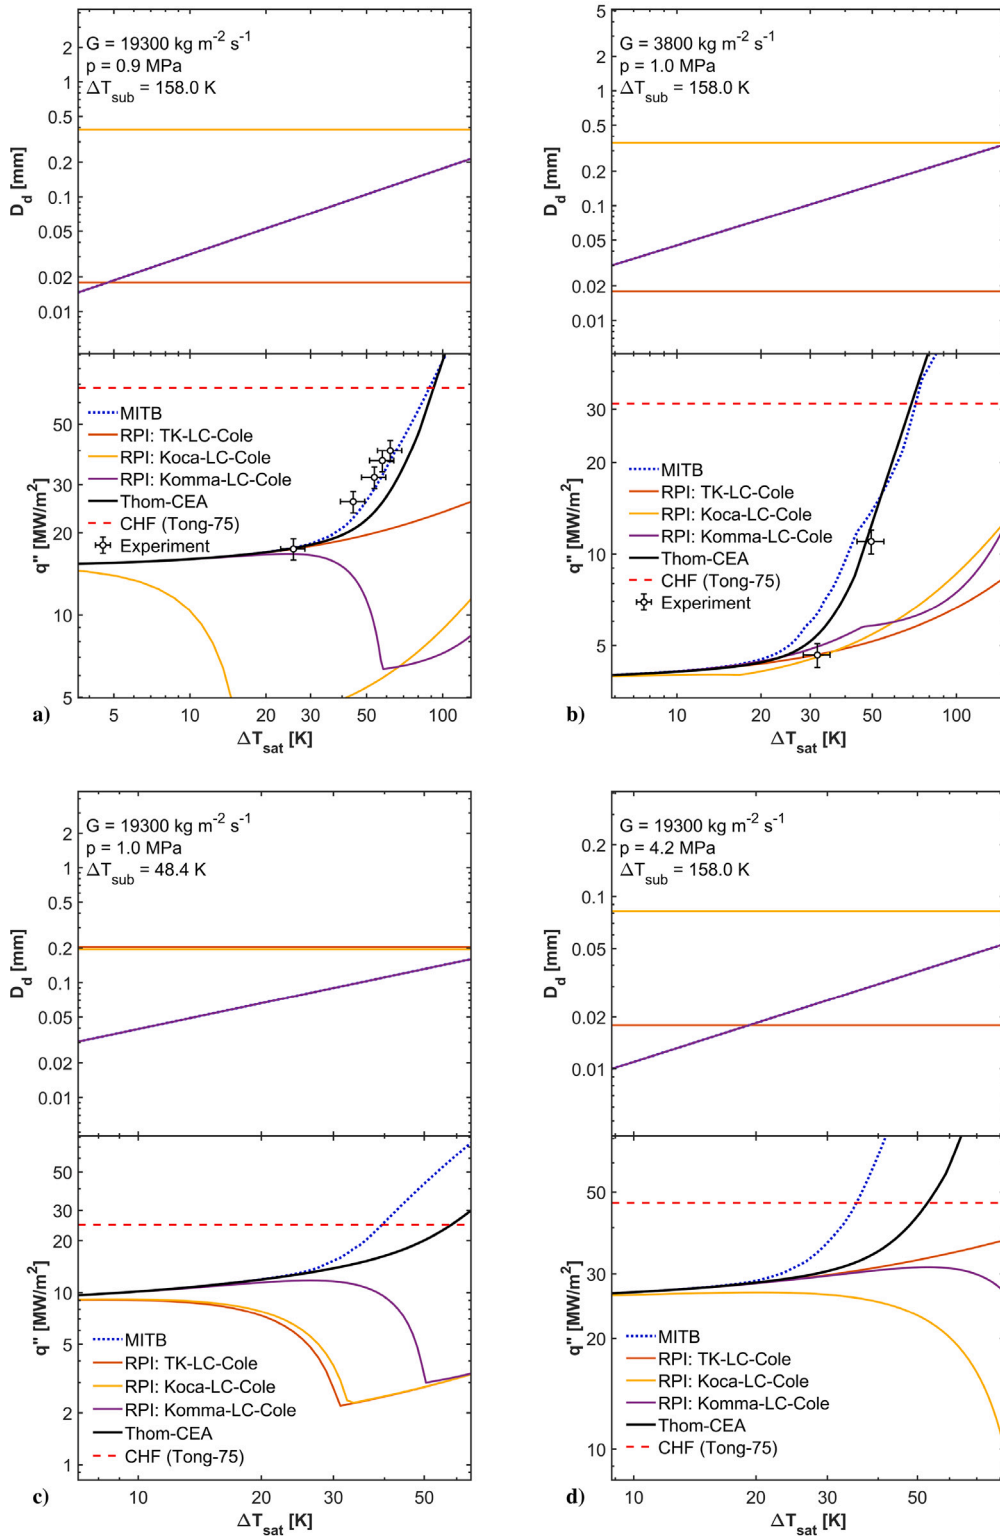 G = 19300 kg m-2 s-1
p = 0.9 MPa
ΔTsub = 158.0 K
2
1
0.5
0.2
0.1
0.05
0.02
0.01
Dd [mm]
50
30
20
10
5
q" [MW/m2]
MITB
RPI: TK-LC-Cole
RPI: Koca-LC-Cole
RPI: Komma-LC-Cole
Thom-CEA
CHF (Tong-75)
Experiment
5 10 20 30 50 100
a)
ΔTsat [K]
G = 3800 kg m-2 s-1
p = 1.0 MPa
ΔTsub = 158.0 K
5
2
1
0.5
0.2
0.1
0.05
0.02
0.01
Dd [mm]
30
20
10
5
q" [MW/m2]
MITB
RPI: TK-LC-Cole
RPI: Koca-LC-Cole
RPI: Komma-LC-Cole
Thom-CEA
CHF (Tong-75)
Experiment
10 20 30 50 100
b)
ΔTsat [K]
10 20 30 50
G = 19300 kg m-2 s-1
p = 1.0 MPa
ΔTsub = 48.4 K
2
1
0.5
0.2
0.1
0.05
0.02
0.01
Dd [mm]
50
30
20
10
5
2
1
q" [MW/m2]
MITB
RPI: TK-LC-Cole
RPI: Koca-LC-Cole
RPI: Komma-LC-Cole
Thom-CEA
CHF (Tong-75)
10 20 30 50
c)
ΔTsat [K]
10 20 30 50
G = 19300 kg m-2 s-1
p = 4.2 MPa
ΔTsub = 158.0 K
0.2
0.1
0.05
0.02
0.01
Dd [mm]
50
30
20
10
q" [MW/m2]
MITB
RPI: TK-LC-Cole
RPI: Koca-LC-Cole
RPI: Komma-LC-Cole
Thom-CEA
CHF (Tong-75)
10 20 30 50
d)
ΔTsat [K]